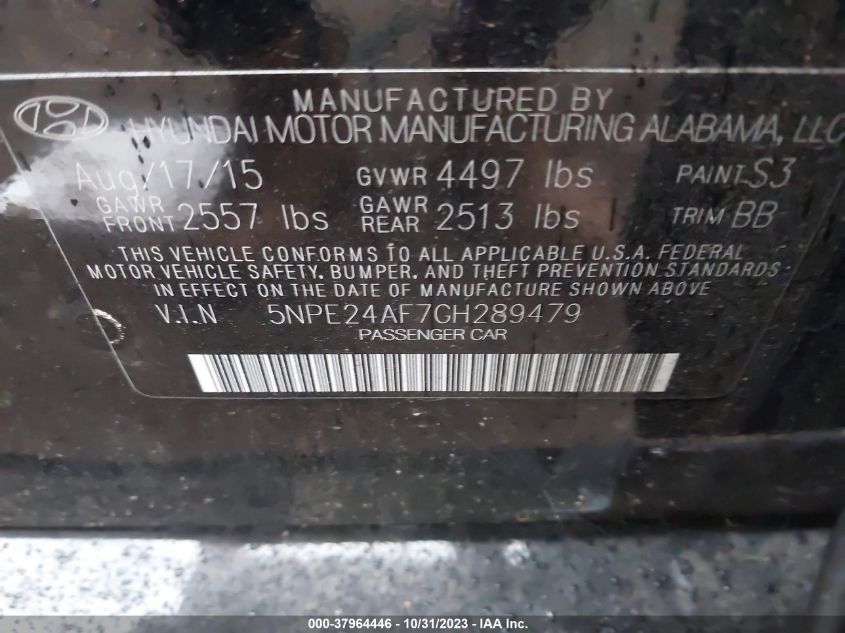 MANUFACTURED BY
HYUNDAI MOTOR MANUFACTURING ALABAMA, LLC
Aug/17/15 GVWR 4497 lbs PAINT S3
GAWR FRONT 2557 lbs GAWR REAR 2513 lbs TRIM BB
THIS VEHICLE CONFORMS TO ALL APPLICABLE U.S.A. FEDERAL
MOTOR VEHICLE SAFETY, BUMPER, AND THEFT PREVENTION STANDARDS
IN EFFECT ON THE DATE OF MANUFACTURE SHOWN ABOVE
V.I.N 5NPE24AF7GH289479
PASSENGER CAR
000-37964446 - 10/31/2023 - IAA Inc.